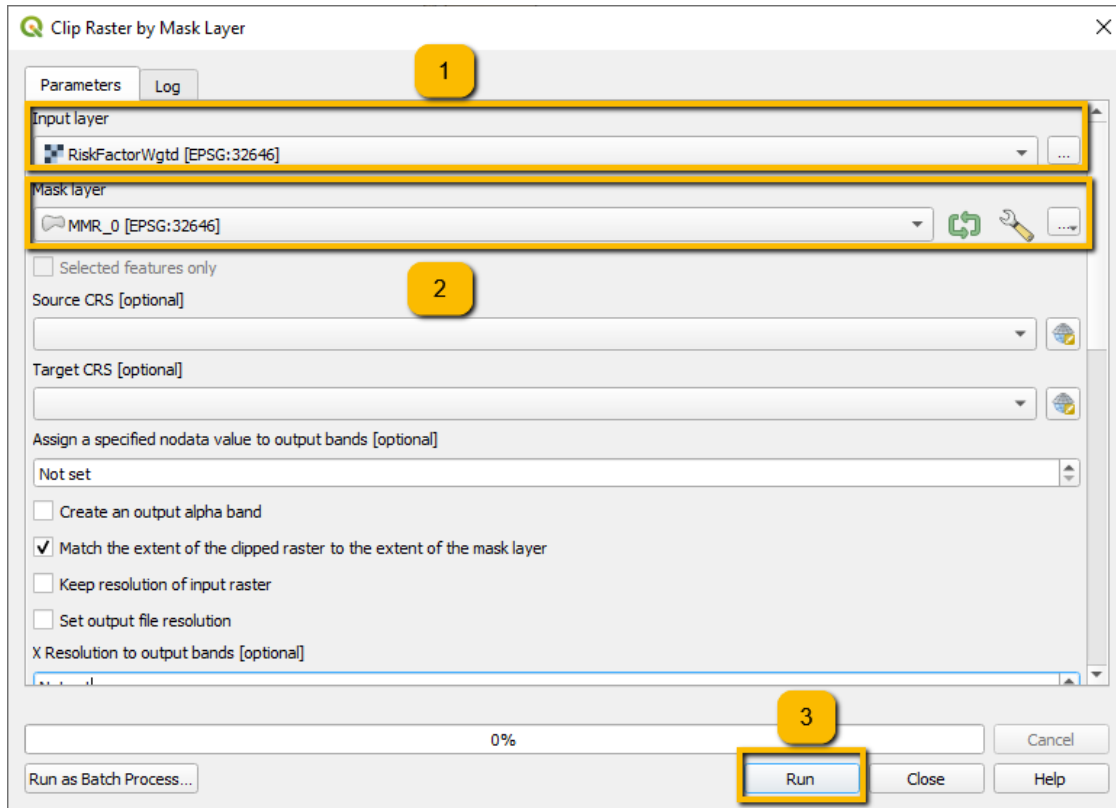 Clip Raster by Mask Layer
Parameters
Log
1
Input layer
RiskFactorWgtd [EPSG:32646]
...
Mask layer
MMR_0 [EPSG:32646]
...
Selected features only
2
Source CRS [optional]
Target CRS [optional]
Assign a specified nodata value to output bands [optional]
Not set
Create an output alpha band
Match the extent of the clipped raster to the extent of the mask layer
Keep resolution of input raster
Set output file resolution
X Resolution to output bands [optional]
3
0%
Cancel
Run as Batch Process...
Run
Close
Help